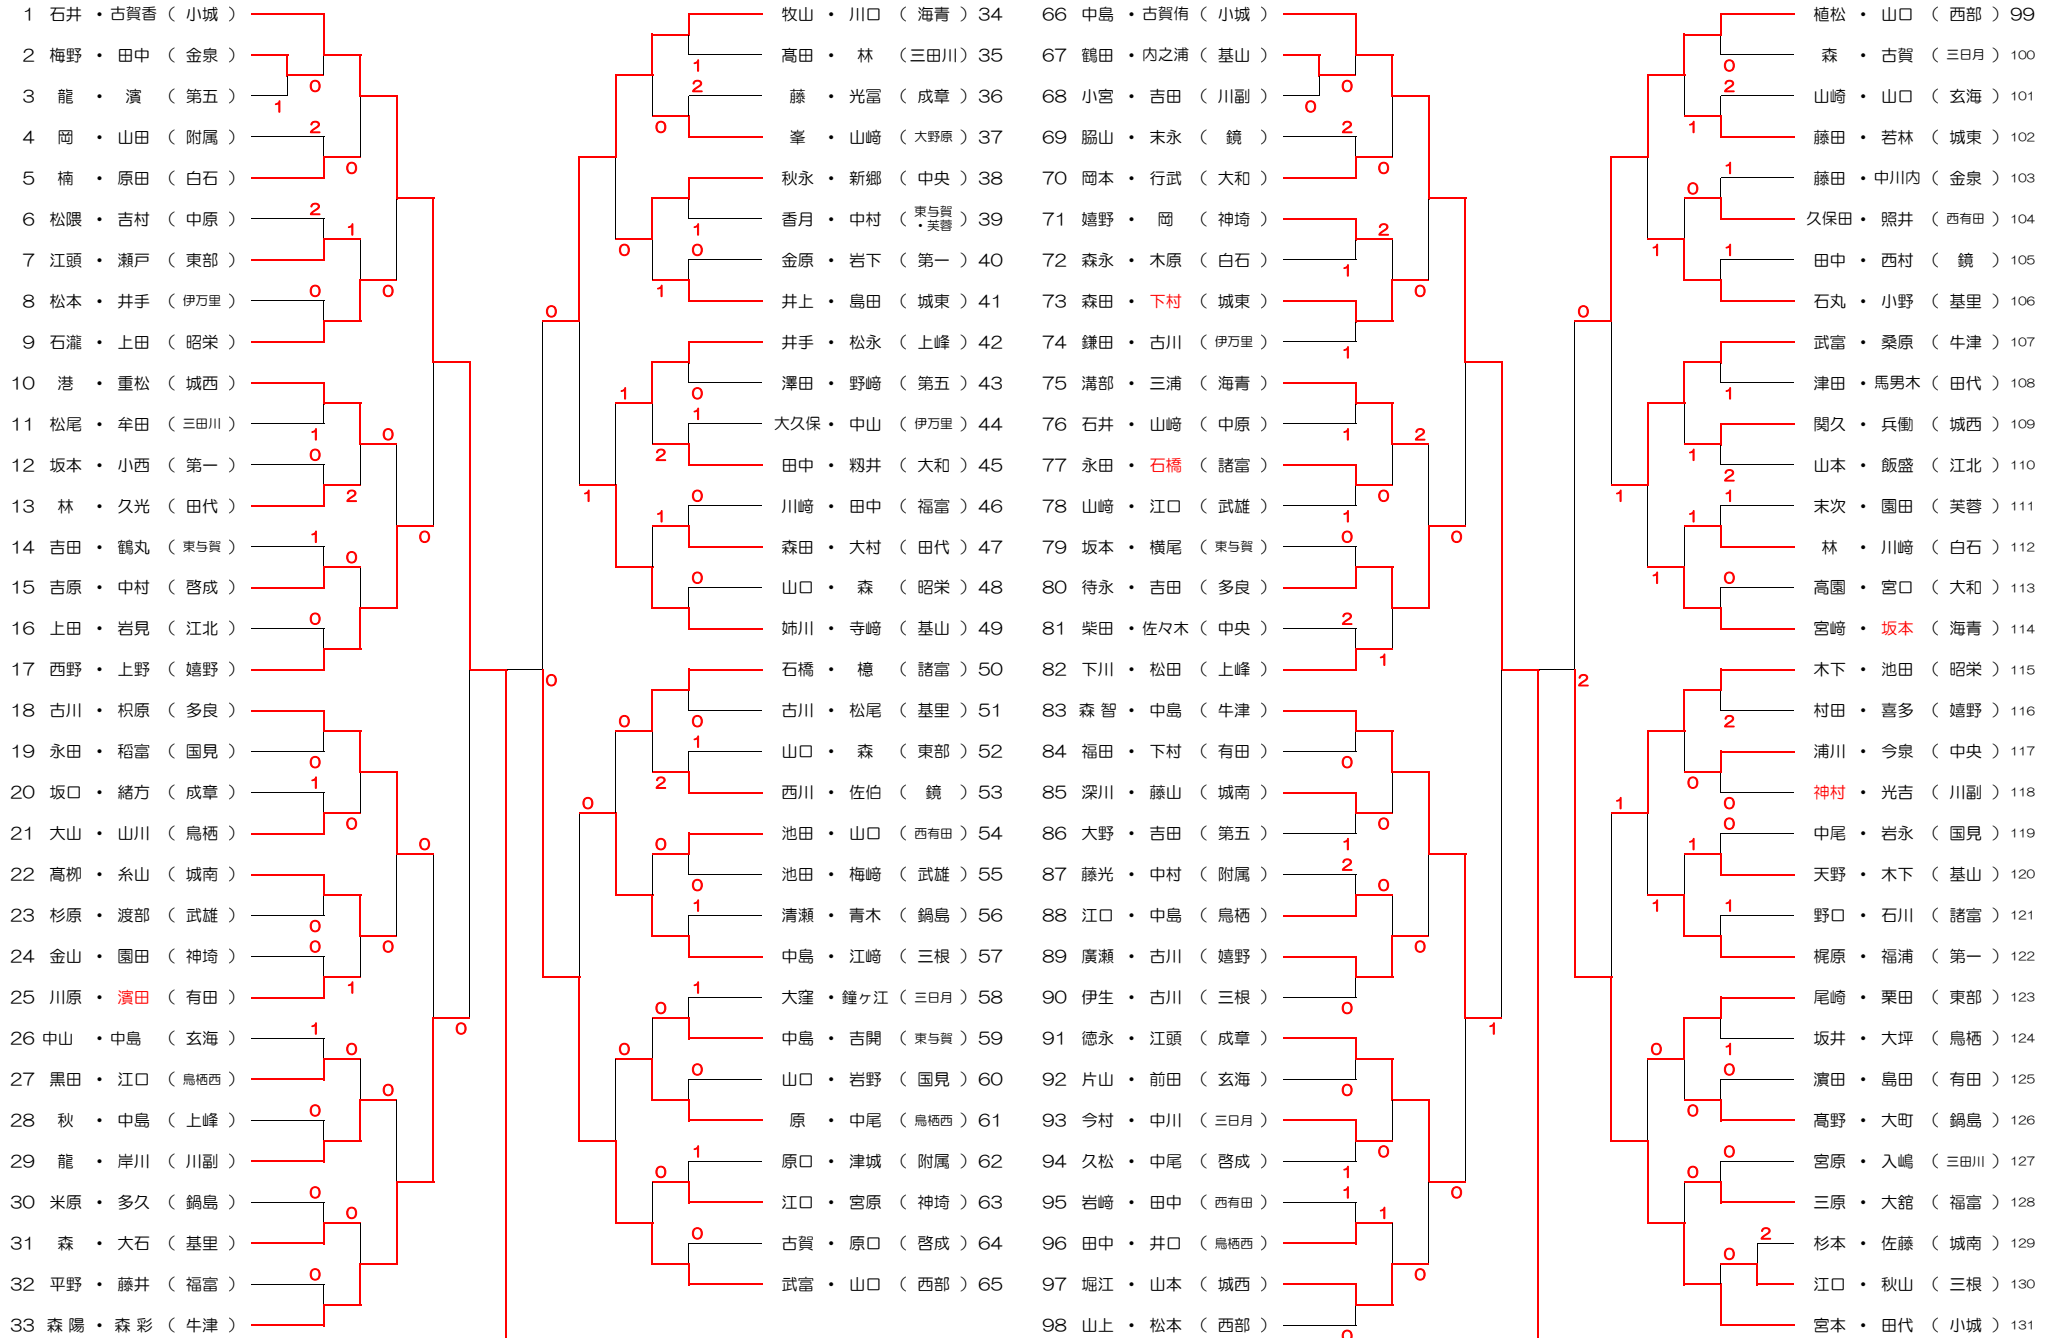 1 石井 ・ 古賀香 ( 小城 )
2 梅野 ・ 田中 ( 金泉 )
3 龍 ・ 濱 ( 第五 )
4 岡 ・ 山田 ( 附属 )
5 楠 ・ 原田 ( 白石 )
6 松隈 ・ 吉村 ( 中原 )
7 江頭 ・ 瀬戸 ( 東部 )
8 松本 ・ 井手 ( 伊万里 )
9 石瀧 ・ 上田 ( 昭栄 )
10 港 ・ 重松 ( 城西 )
11 松尾 ・ 牟田 ( 三田川 )
12 坂本 ・ 小西 ( 第一 )
13 林 ・ 久光 ( 田代 )
14 吉田 ・ 鶴丸 ( 東与賀 )
15 吉原 ・ 中村 ( 啓成 )
16 上田 ・ 岩見 ( 江北 )
17 西野 ・ 上野 ( 嬉野 )
18 古川 ・ 枳原 ( 多良 )
19 永田 ・ 稻富 ( 国見 )
20 坂口 ・ 緒方 ( 成章 )
21 大山 ・ 山川 ( 鳥栖 )
22 髙栁 ・ 糸山 ( 城南 )
23 杉原 ・ 渡部 ( 武雄 )
24 金山 ・ 園田 ( 神埼 )
25 川原 ・ 濱田 ( 有田 )
26 中山 ・中島 ( 玄海 )
27 黒田 ・ 江口 ( 鳥栖西 )
28 秋 ・ 中島 ( 上峰 )
29 龍 ・ 岸川 ( 川副 )
30 米原 ・ 多久 ( 鍋島 )
31 森 ・ 大石 ( 基里 )
32 平野 ・ 藤井 ( 福富 )
33 森 陽 ・ 森 彩 ( 牛津 )
牧山 ・ 川口 ( 海青 ) 34
髙田 ・ 林 ( 三田川 ) 35
藤 ・ 光冨 ( 成章 ) 36
峯 ・ 山﨑 ( 大野原 ) 37
秋永 ・ 新郷 ( 中央 ) 38
香月 ・ 中村 ( 東与賀・芙蓉 ) 39
金原 ・ 岩下 ( 第一 ) 40
井上 ・ 島田 ( 城東 ) 41
井手 ・ 松永 ( 上峰 ) 42
澤田 ・ 野﨑 ( 第五 ) 43
大久保 ・ 中山 ( 伊万里 ) 44
田中 ・ 籾井 ( 大和 ) 45
川﨑 ・ 田中 ( 福富 ) 46
森田 ・ 大村 ( 田代 ) 47
山口 ・ 森 ( 昭栄 ) 48
姉川 ・ 寺﨑 ( 基山 ) 49
石橋 ・ 檍 ( 諸富 ) 50
古川 ・ 松尾 ( 基里 ) 51
山口 ・ 森 ( 東部 ) 52
西川 ・ 佐伯 ( 鏡 ) 53
池田 ・ 山口 ( 西有田 ) 54
池田 ・ 梅﨑 ( 武雄 ) 55
清瀬 ・ 青木 ( 鍋島 ) 56
中島 ・ 江﨑 ( 三根 ) 57
大窪 ・ 鐘ヶ江 ( 三日月 ) 58
中島 ・ 吉開 ( 東与賀 ) 59
山口 ・ 岩野 ( 国見 ) 60
原 ・ 中尾 ( 鳥栖西 ) 61
原口 ・ 津城 ( 附属 ) 62
江口 ・ 宮原 ( 神埼 ) 63
古賀 ・ 原口 ( 啓成 ) 64
武富 ・ 山口 ( 西部 ) 65
66 中島 ・ 古賀侑 ( 小城 )
67 鶴田 ・ 内之浦 ( 基山 )
68 小宮 ・ 吉田 ( 川副 )
69 脇山 ・ 末永 ( 鏡 )
70 岡本 ・ 行武 ( 大和 )
71 嬉野 ・ 岡 ( 神埼 )
72 森永 ・ 木原 ( 白石 )
73 森田 ・ 下村 ( 城東 )
74 鎌田 ・ 古川 ( 伊万里 )
75 溝部 ・ 三浦 ( 海青 )
76 石井 ・ 山﨑 ( 中原 )
77 永田 ・ 石橋 ( 諸富 )
78 山﨑 ・ 江口 ( 武雄 )
79 坂本 ・ 横尾 ( 東与賀 )
80 待永 ・ 吉田 ( 多良 )
81 柴田 ・ 佐々木 ( 中央 )
82 下川 ・ 松田 ( 上峰 )
83 森 智 ・ 中島 ( 牛津 )
84 福田 ・ 下村 ( 有田 )
85 深川 ・ 藤山 ( 城南 )
86 大野 ・ 吉田 ( 第五 )
87 藤光 ・ 中村 ( 附属 )
88 江口 ・ 中島 ( 鳥栖 )
89 廣瀬 ・ 古川 ( 嬉野 )
90 伊生 ・ 古川 ( 三根 )
91 徳永 ・ 江頭 ( 成章 )
92 片山 ・ 前田 ( 玄海 )
93 今村 ・ 中川 ( 三日月 )
94 久松 ・ 中尾 ( 啓成 )
95 岩﨑 ・ 田中 ( 西有田 )
96 田中 ・ 井口 ( 鳥栖西 )
97 堀江 ・ 山本 ( 城西 )
98 山上 ・ 松本 ( 西部 )
植松 ・ 山口 ( 西部 ) 99
森 ・ 古賀 ( 三日月 ) 100
山崎 ・ 山口 ( 玄海 ) 101
藤田 ・ 若林 ( 城東 ) 102
藤田 ・ 中川内 ( 金泉 ) 103
久保田 ・ 照井 ( 西有田 ) 104
田中 ・ 西村 ( 鏡 ) 105
石丸 ・ 小野 ( 基里 ) 106
武富 ・ 桑原 ( 牛津 ) 107
津田 ・ 馬男木 ( 田代 ) 108
関久 ・ 兵働 ( 城西 ) 109
山本 ・ 飯盛 ( 江北 ) 110
末次 ・ 園田 ( 芙蓉 ) 111
林 ・ 川﨑 ( 白石 ) 112
高園 ・ 宮口 ( 大和 ) 113
宮﨑 ・ 坂本 ( 海青 ) 114
木下 ・ 池田 ( 昭栄 ) 115
村田 ・ 喜多 ( 嬉野 ) 116
浦川 ・ 今泉 ( 中央 ) 117
神村 ・ 光吉 ( 川副 ) 118
中尾 ・ 岩永 ( 国見 ) 119
天野 ・ 木下 ( 基山 ) 120
野口 ・ 石川 ( 諸富 ) 121
梶原 ・ 福浦 ( 第一 ) 122
尾崎 ・ 栗田 ( 東部 ) 123
坂井 ・ 大坪 ( 鳥栖 ) 124
濵田 ・ 島田 ( 有田 ) 125
髙野 ・ 大町 ( 鍋島 ) 126
宮原 ・ 入嶋 ( 三田川 ) 127
三原 ・ 大舘 ( 福富 ) 128
杉本 ・ 佐藤 ( 城南 ) 129
江口 ・ 秋山 ( 三根 ) 130
宮本 ・ 田代 ( 小城 ) 131